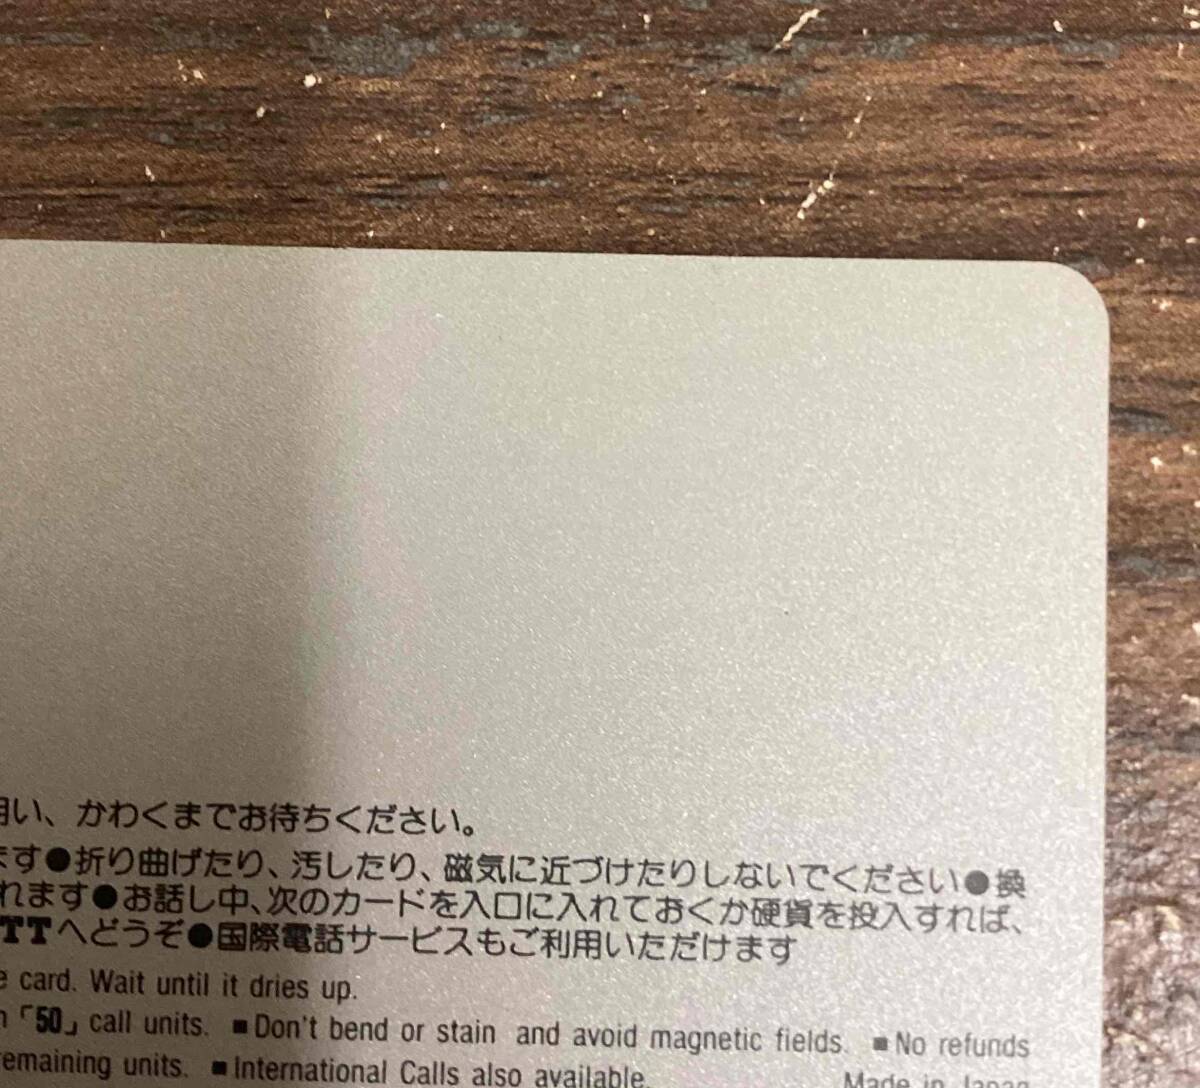 用い、かわくまでお待ちください。
ます●折り曲げたり、汚したり、磁気に近づけたりしないでください●換
れます●お話し中、次のカードを入口に入れておくか硬貨を投入すれば、
TTへどうぞ●国際電話サービスもご利用いただけます
card. Wait until it dries up.
「50」 call units. ■Don't bend or stain and avoid magnetic fields. ■No refunds
remaining units. ■International Calls also available. Made in Japan